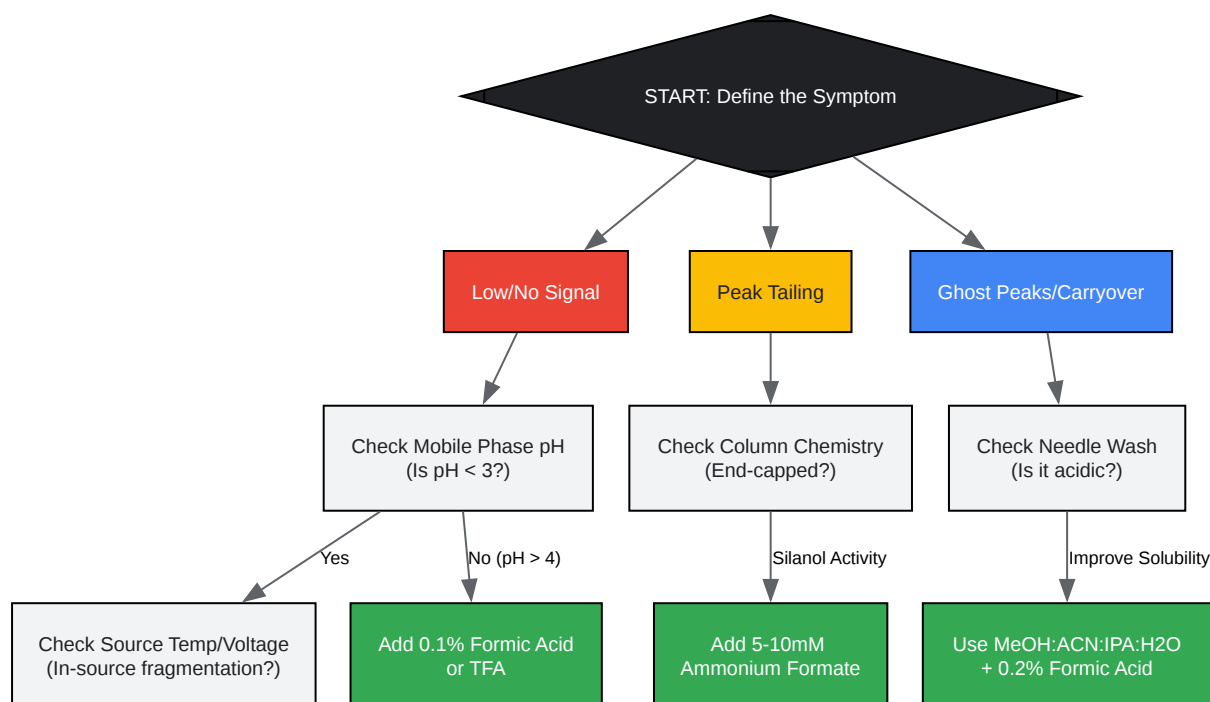 START: Define the Symptom
Low/No Signal
Peak Tailing
Ghost Peaks/Carryover
Check Mobile Phase pH
(Is pH < 3?)
Check Column Chemistry
(End-capped?)
Check Needle Wash
(Is it acidic?)
Yes
No (pH > 4)
Silanol Activity
Improve Solubility
Check Source Temp/Voltage
(In-source fragmentation?)
Add 0.1% Formic Acid
or TFA
Add 5-10mM
Ammonium Formate
Use MeOH:ACN:IPA:H2O
+ 0.2% Formic Acid